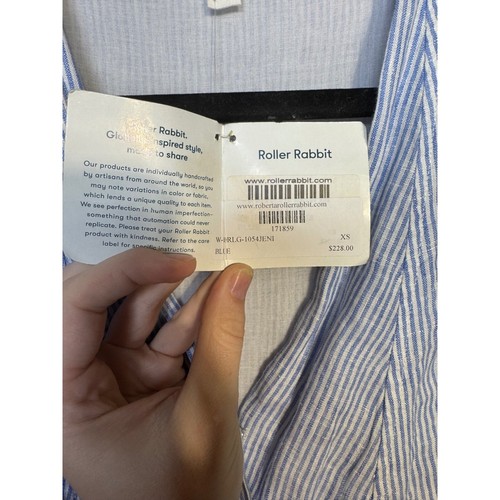 Rabbit.
inspired style,
to share
Our products are individually handcrafted
by artisans from around the world, so you
may note variations in color or fabric,
which lends a unique quality to each item.
We see perfection in human imperfection-
something that automation could never
replicate. Please treat your Roller Rabbit
product with kindness. Refer to the care
label for specific instructions.
Roller Rabbit
www.rollerrabbit.com
www.robertarollerrabbit.com
171859
XS
BLUE
$228.00